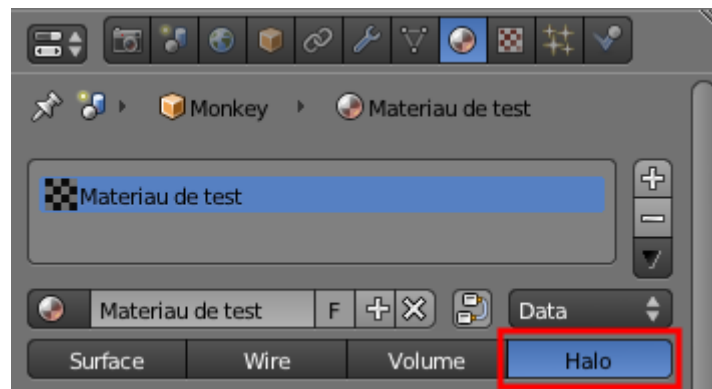 Monkey Materiau de test
Materiau de test
Materiau de test F Data
Surface Wire Volume Halo